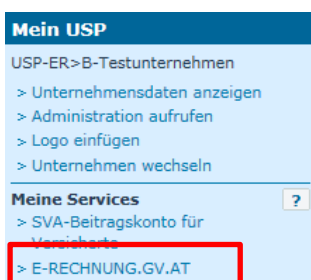 Mein USP
USP-ER>B-Testunternehmen
> Unternehmensdaten anzeigen
> Administration aufrufen
> Logo einfügen
> Unternehmen wechseln
Meine Services ?
> SVA-Beitragskonto für
Versicherte
> E-RECHNUNG.GV.AT